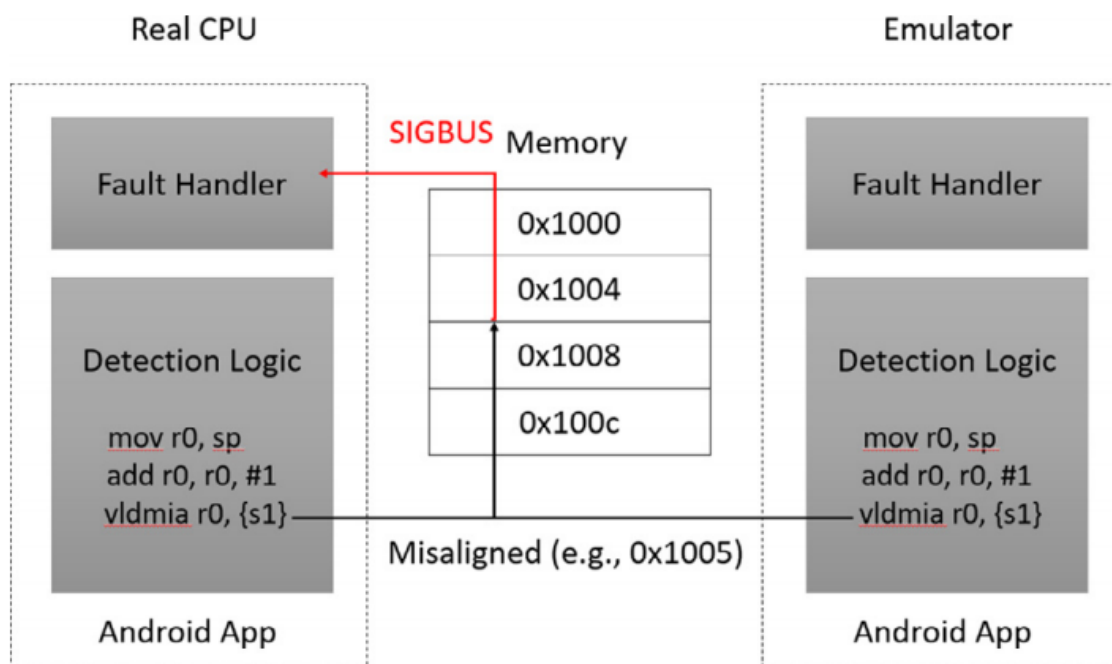 Real CPU
Emulator
SIGBUS
Memory
Fault Handler
Fault Handler
0x1000
0x1004
0x1008
0x100c
Detection Logic
mov r0, sp
add r0, r0, #1
vldmia r0, {s1}
Detection Logic
mov r0, sp
add r0, r0, #1
vldmia r0, {s1}
Misaligned (e.g., 0x1005)
Android App
Android App